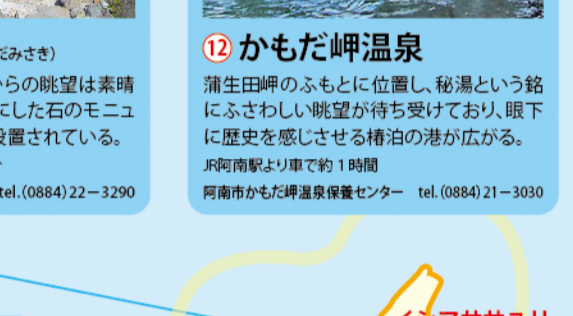 だみさき）
らの眺望は素晴
にした石のモニュ
設置されている。
tel.（0884）22－3290
⑫ かもだ岬温泉
蒲生田岬のふもとに位置し、秘湯という銘
にふさわしい眺望が待ち受けており、眼下
に歴史を感じさせる椿泊の港が広がる。
JR阿南駅より車で約1時間
阿南市かもだ岬温泉保養センター　tel.（0884）21－3030